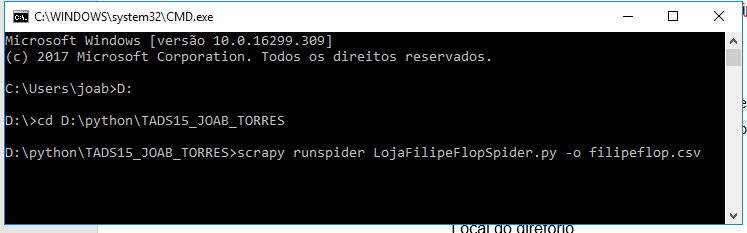 C:\WINDOWS\system32\CMD.exe
Microsoft Windows [versão 10.0.16299.309]
(c) 2017 Microsoft Corporation. Todos os direitos reservados.
C:\Users\joab>D:
D:\>cd D:\python\TADS15_JOAB_TORRES
D:\python\TADS15_JOAB_TORRES>scrapy runspider LojaFilipeFlopSpider.py -o filipeflop.csv
Local do diretório